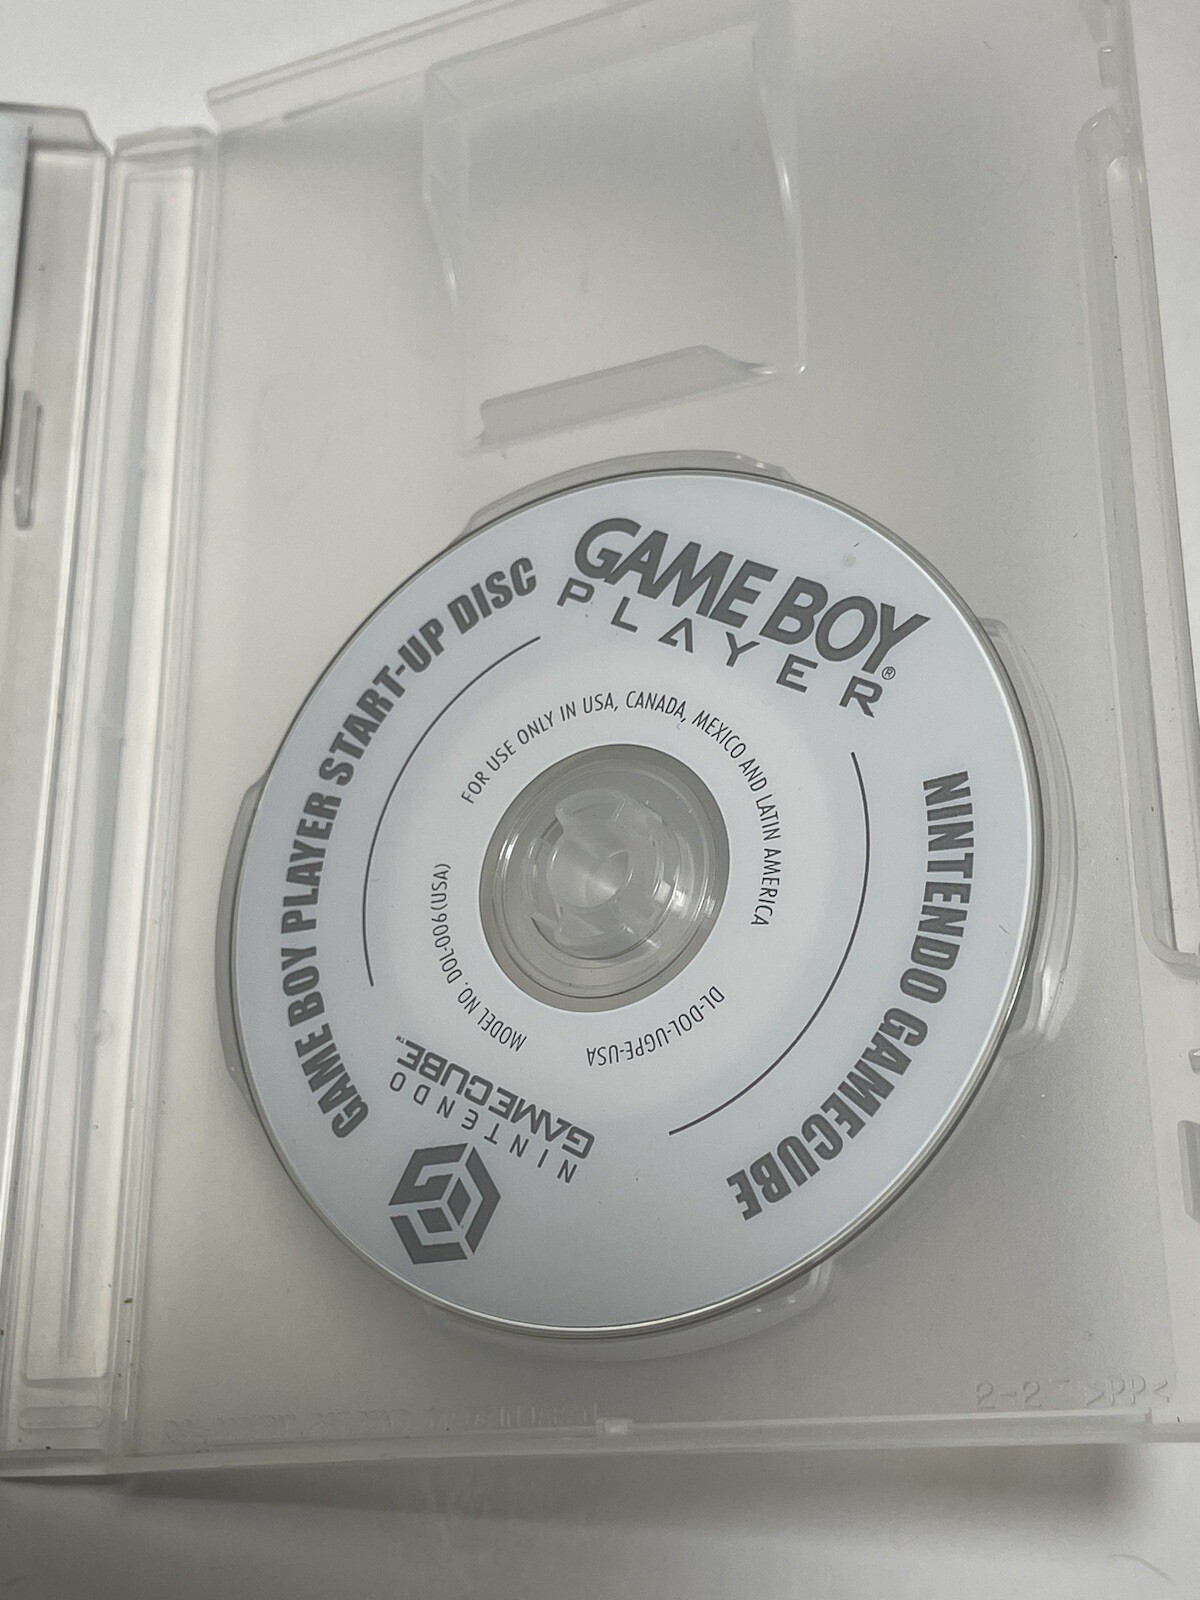 GAME BOY®
PLAYER
GAME BOY PLAYER START-UP DISC
NINTENDO GAMECUBE
FOR USE ONLY IN USA, CANADA, MEXICO AND LATIN AMERICA
MODEL NO. DOL-006(USA)
DL-DOL-UGPE-USA
NINTENDO
GAMECUBE™
2-2 >PP<